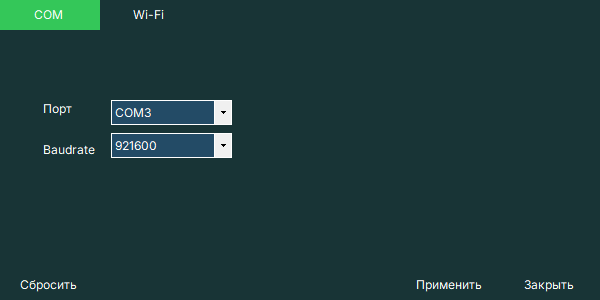 COM Wi-Fi
Порт COM3
Baudrate 921600
Сбросить Применить Закрыть